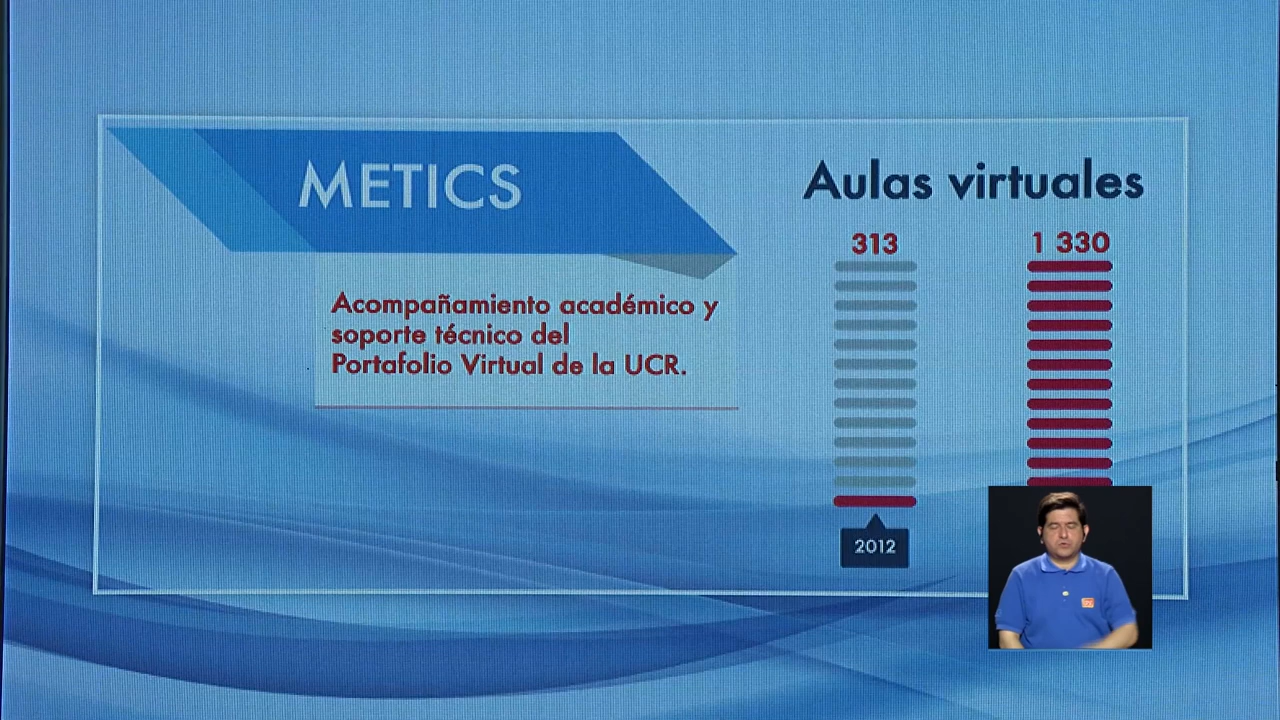 METICS
Acompañamiento académico y
soporte técnico del
Portafolio Virtual de la UCR.
Aulas virtuales
313
1 330
2012